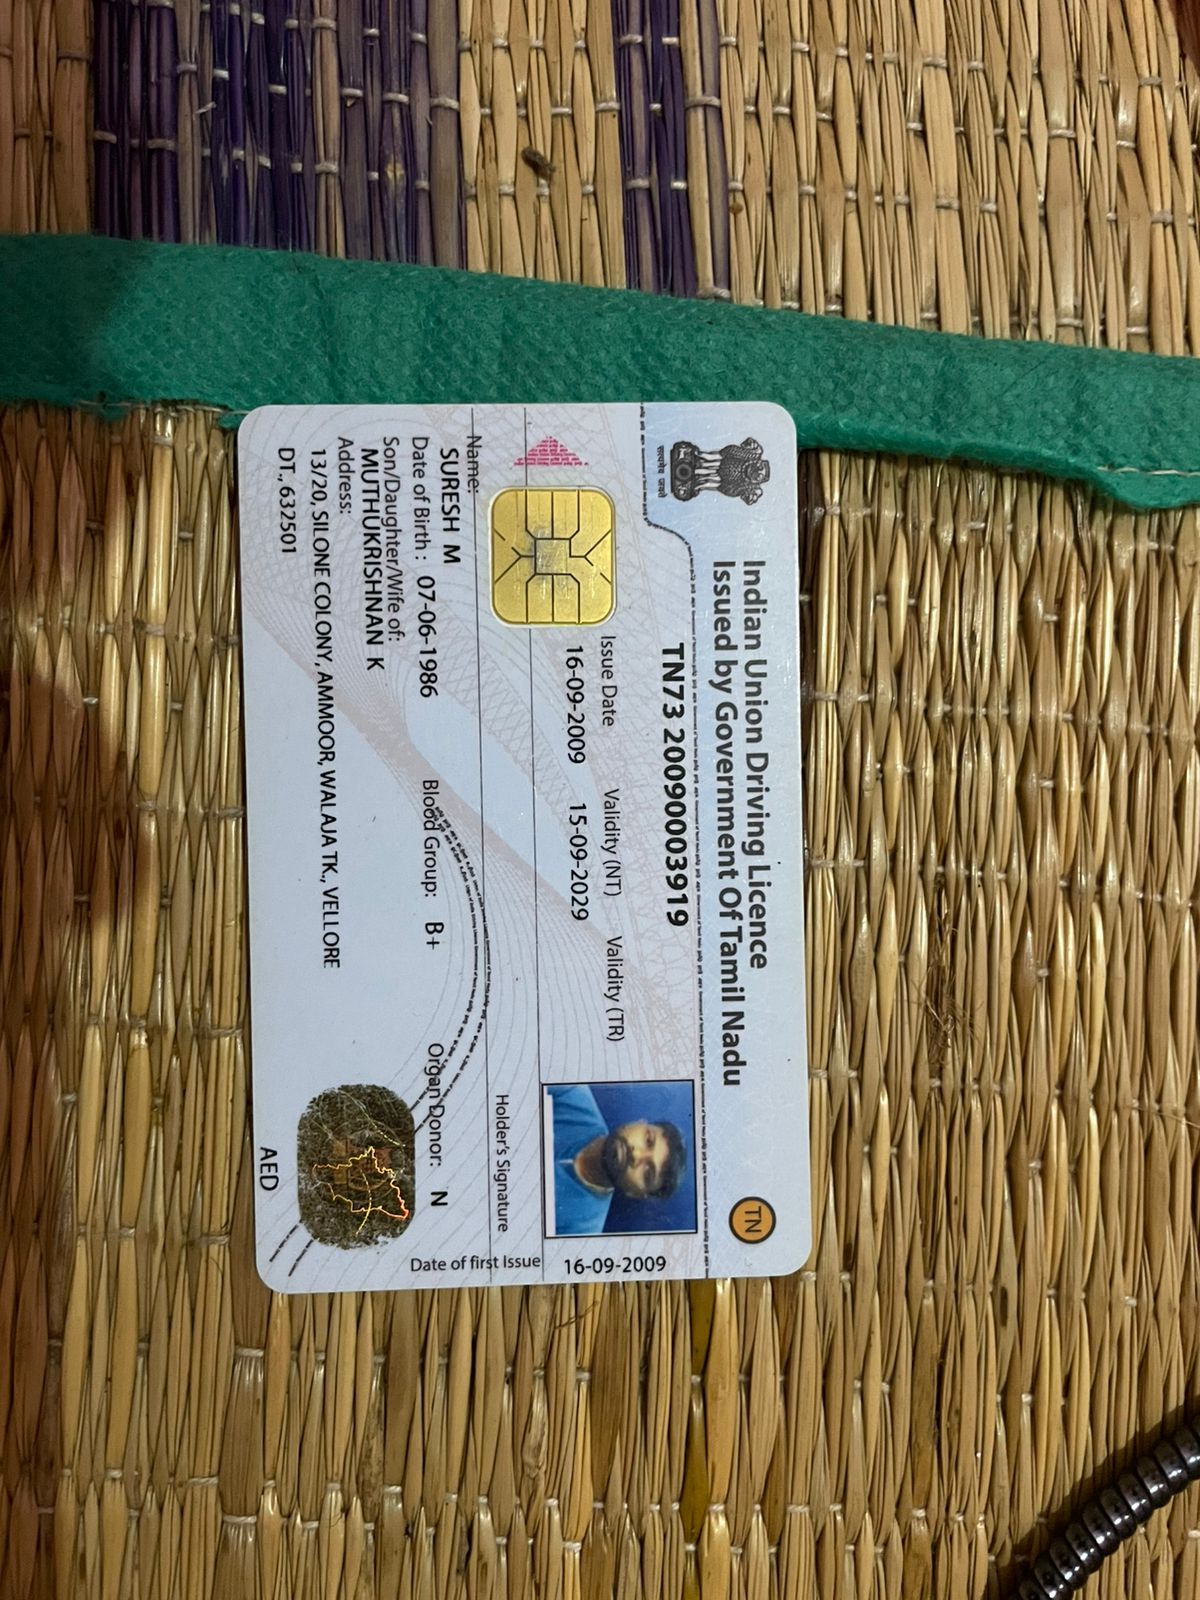 Indian Union Driving Licence
Issued by Government Of Tamil Nadu
TN
सत्यमेव जयते
TN73 20090003919
Issue Date Validity (NT) Validity (TR)
16-09-2009 15-09-2029
16-09-2009
Date of first Issue
Holder's Signature
Name:
SURESH M
Date of Birth : 07-06-1986 Blood Group: B+ Organ Donor: N
Son/Daughter/Wife of:
MUTHUKRISHNAN K
Address:
13/20, SILONE COLONY, AMMOOR, WALAJA TK., VELLORE
DT., 632501
AED